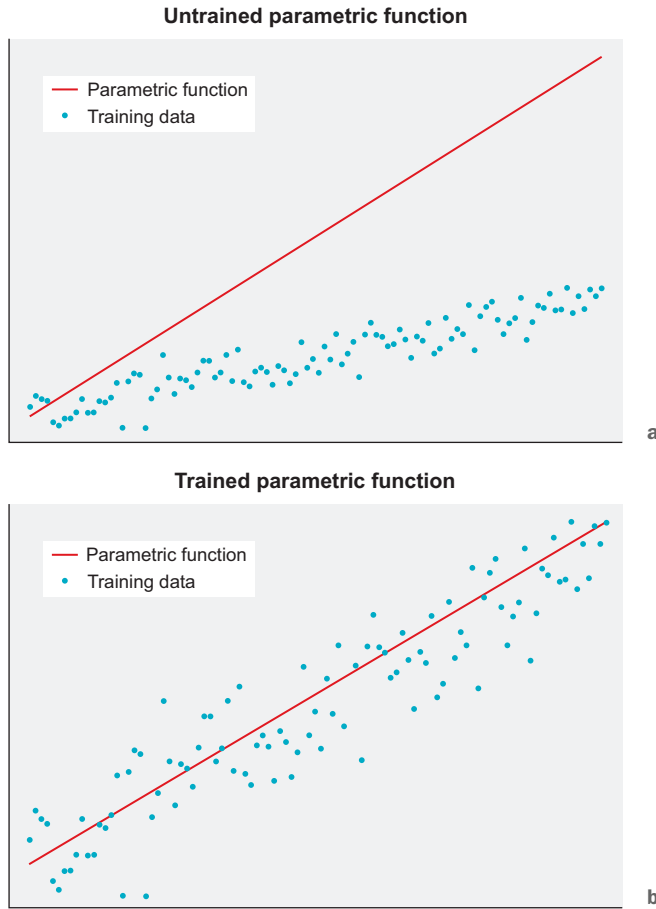 Untrained parametric function
Parametric function
Training data
a
Trained parametric function
Parametric function
Training data
b